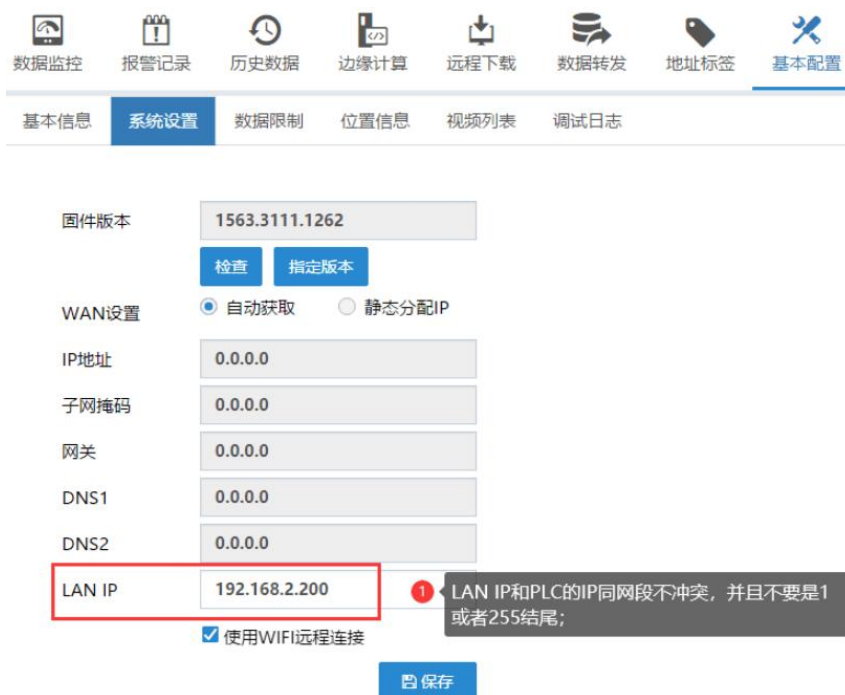 数据监控 报警记录 历史数据 边缘计算 远程下载 数据转发 地址标签 基本配置
基本信息 系统设置 数据限制 位置信息 视频列表 调试日志
固件版本 1563.3111.1262
检查 指定版本
WAN设置 自动获取 静态分配IP
IP地址 0.0.0.0
子网掩码 0.0.0.0
网关 0.0.0.0
DNS1 0.0.0.0
DNS2 0.0.0.0
LAN IP 192.168.2.200
1 LAN IP和PLC的IP同网段不冲突，并且不要是1
或者255结尾；
使用WIFI远程连接
保存